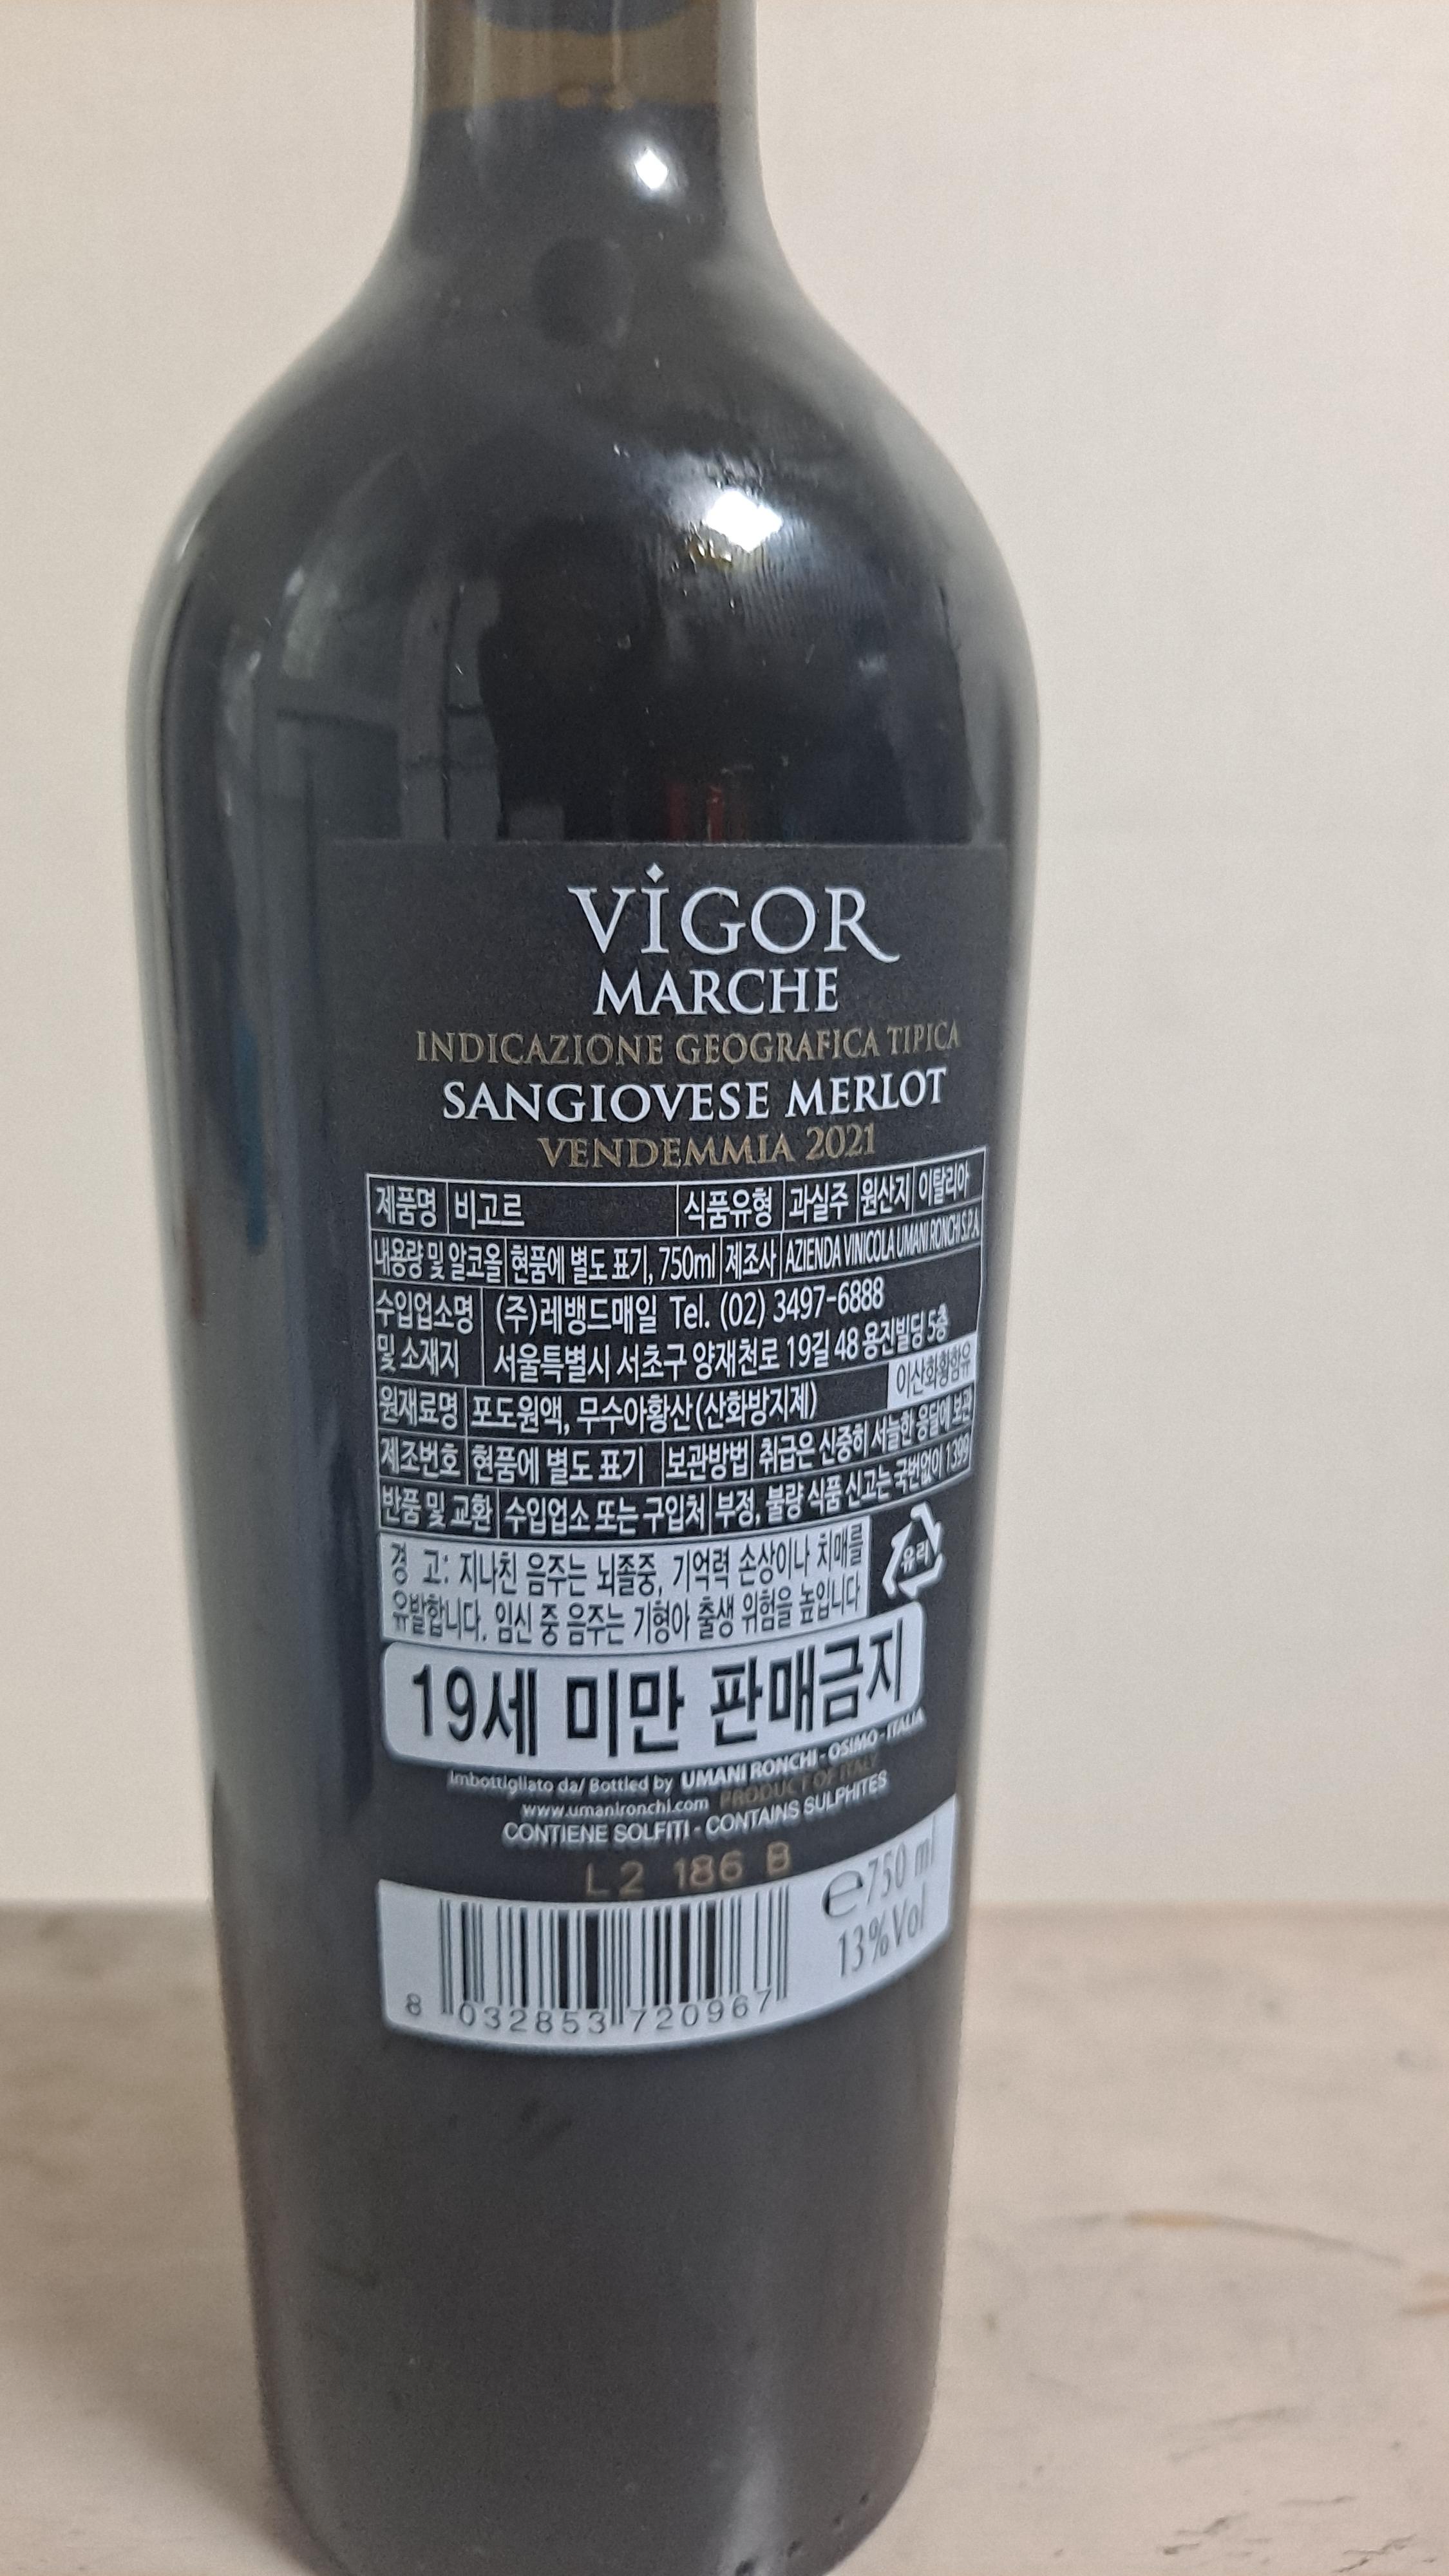 VIGOR
MARCHE
INDICAZIONE GEOGRAFICA TIPICA
SANGIOVESE MERLOT
VENDEMMIA 2021
제품명 비고르 식품유형 과실주 원산지 이탈리아
내용량 및 알코올 현품에 별도 표기, 750ml 제조사 AZIENDA VINICOLA UMANI RONCHI S.P.A.
수입업소명 (주)레뱅드매일 Tel. (02) 3497-6888
및 소재지 서울특별시 서초구 양재천로 19길 48 용진빌딩 5층
원재료명 포도원액, 무수아황산(산화방지제) 이산화황함유
제조번호 현품에 별도 표기 보관방법 취급은 신중히 서늘한 응달에 보관
반품 및 교환 수입업소 또는 구입처 부정, 불량 식품 신고는 국번없이 1399
경 고: 지나친 음주는 뇌졸중, 기억력 손상이나 치매를
유발합니다. 임신 중 음주는 기형아 출생 위험을 높입니다
유리
19세 미만 판매금지
Imbottigliato da/ Bottled by UMANI RONCHI - OSIMO - ITALIA
www.umanironchi.com PRODUCT OF ITALY
CONTIENE SOLFITI - CONTAINS SULPHITES
L2 186 B
e 750 ml
13%Vol
8 032853 720967